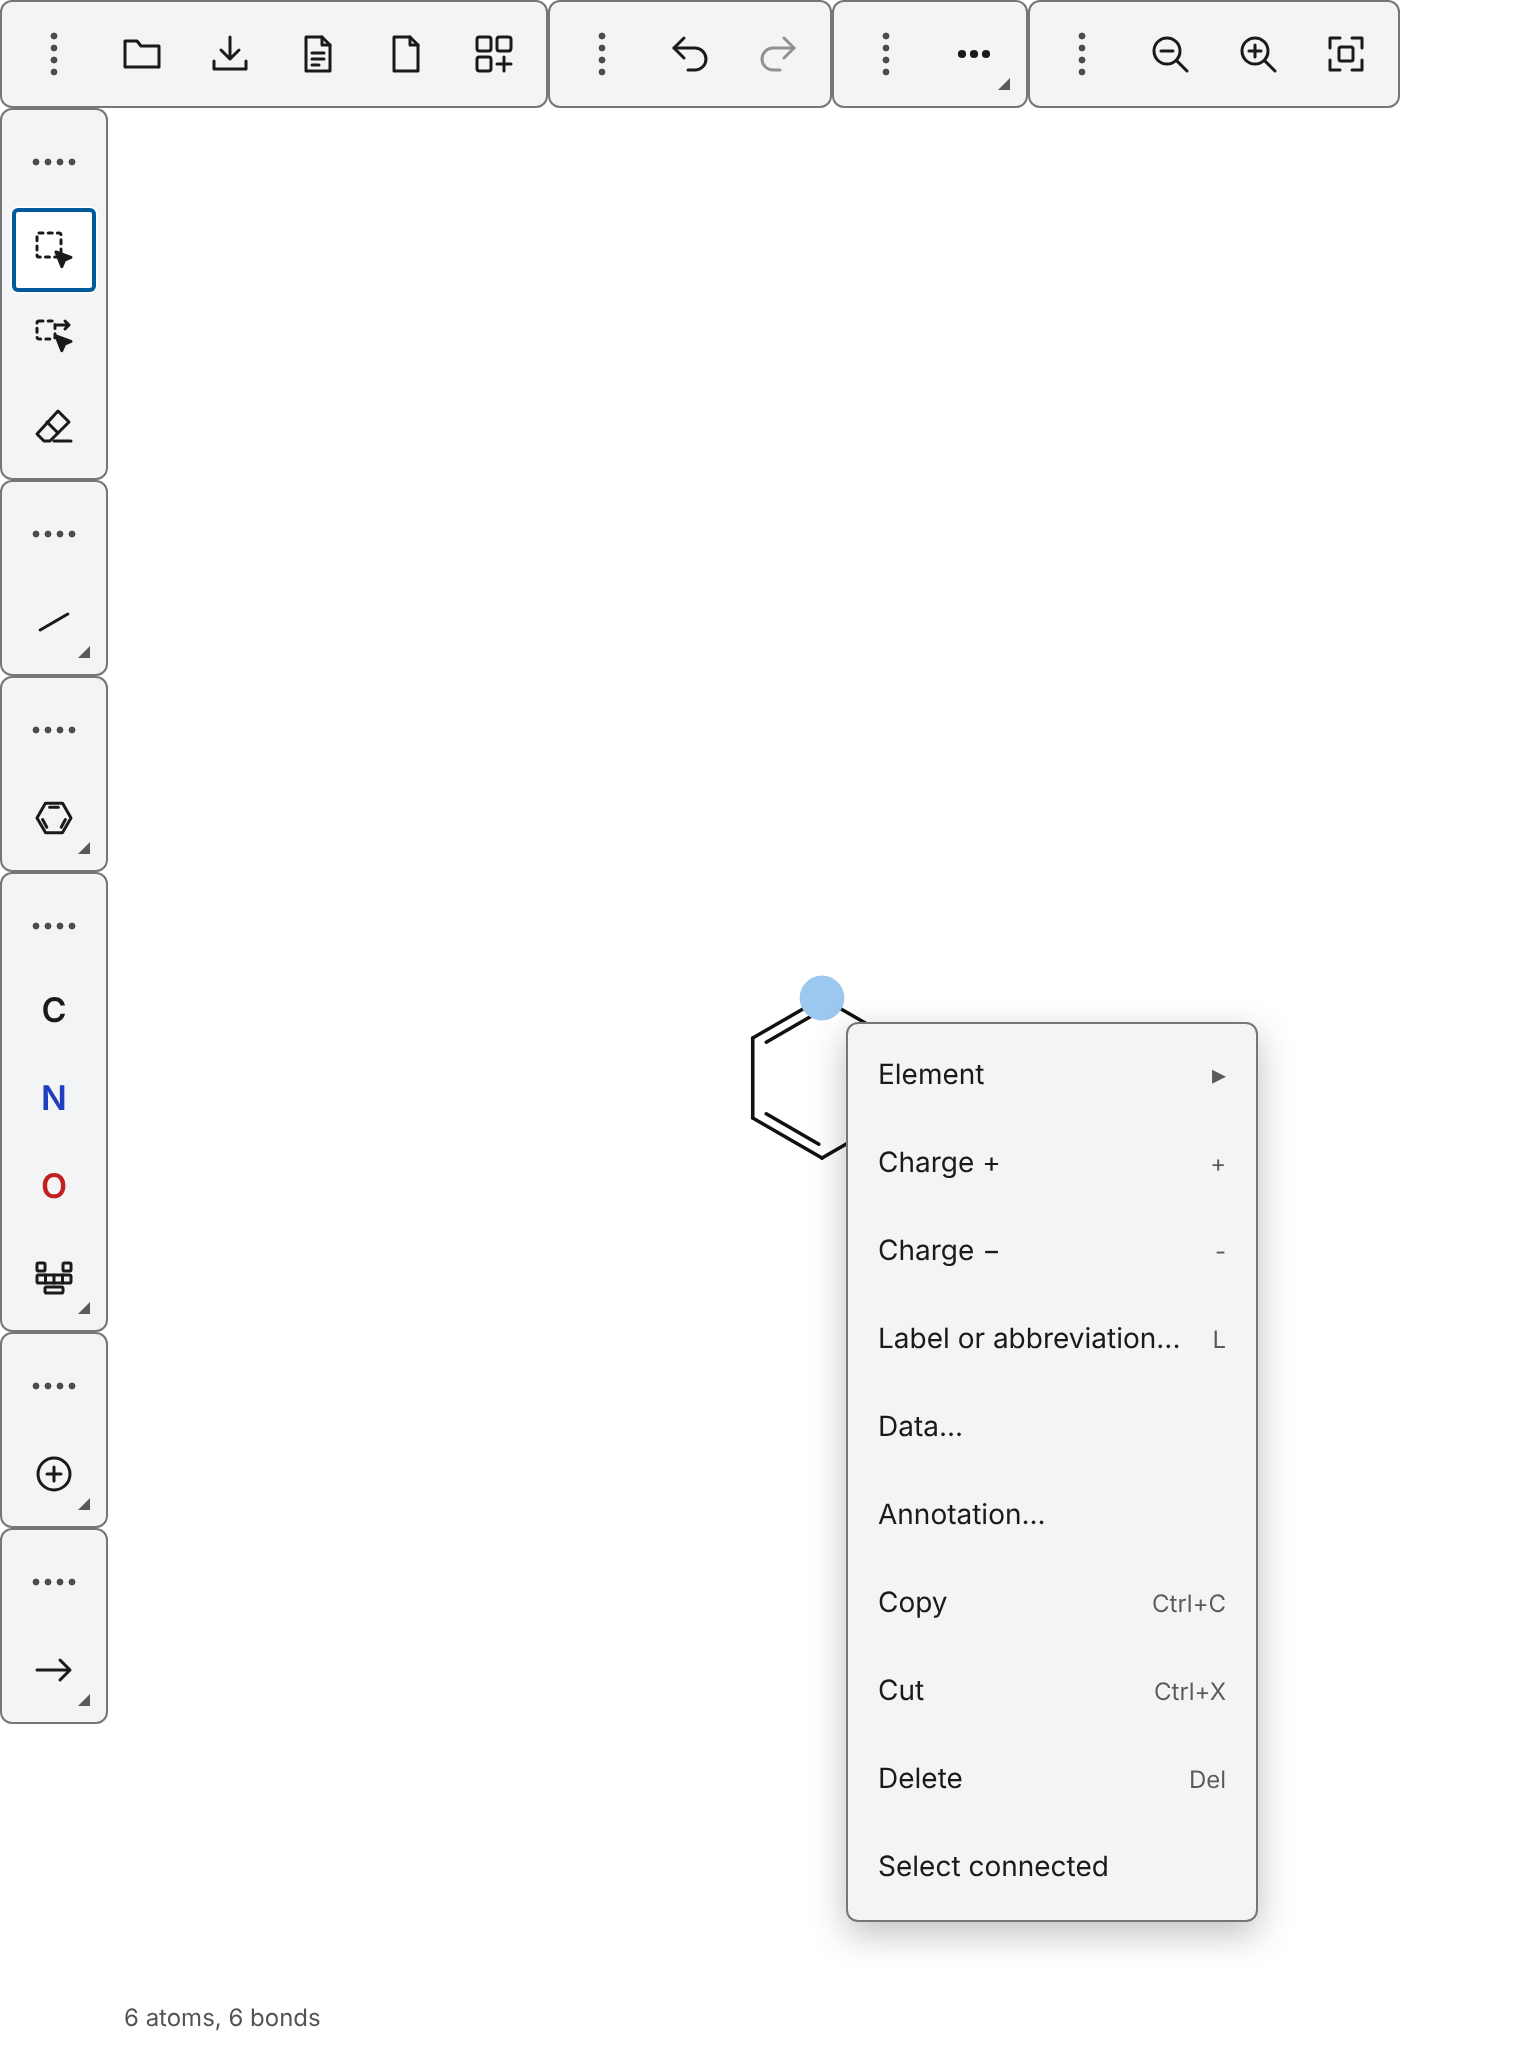 C
N
O
Element ▶
Charge + +
Charge − -
Label or abbreviation... L
Data...
Annotation...
Copy Ctrl+C
Cut Ctrl+X
Delete Del
Select connected
6 atoms, 6 bonds